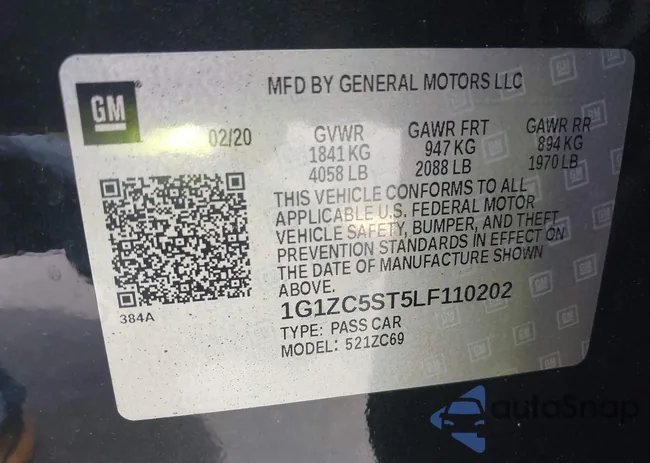 GM
MFD BY GENERAL MOTORS LLC
02/20
GVWR GAWR FRT GAWR RR
1841 KG 947 KG 894 KG
4058 LB 2088 LB 1970 LB
THIS VEHICLE CONFORMS TO ALL
APPLICABLE U.S. FEDERAL MOTOR
VEHICLE SAFETY, BUMPER, AND THEFT
PREVENTION STANDARDS IN EFFECT ON
THE DATE OF MANUFACTURE SHOWN
ABOVE.
384A
1G1ZC5ST5LF110202
TYPE: PASS CAR
MODEL: 521ZC69
autoSnap